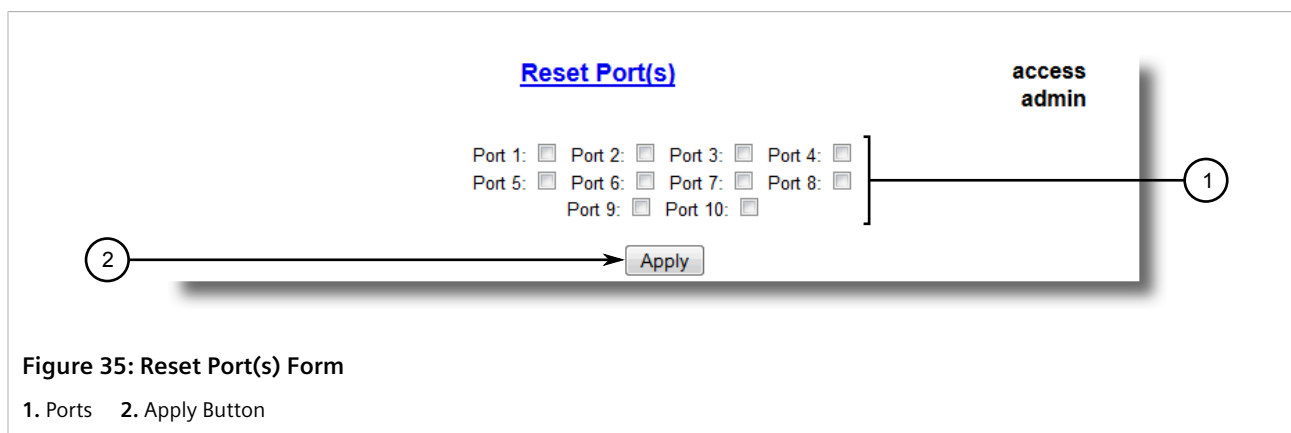 Reset Port(s)
access
admin
Port 1: Port 2: Port 3: Port 4:
Port 5: Port 6: Port 7: Port 8:
Port 9: Port 10:
1
2
Apply
Figure 35: Reset Port(s) Form
1. Ports 2. Apply Button